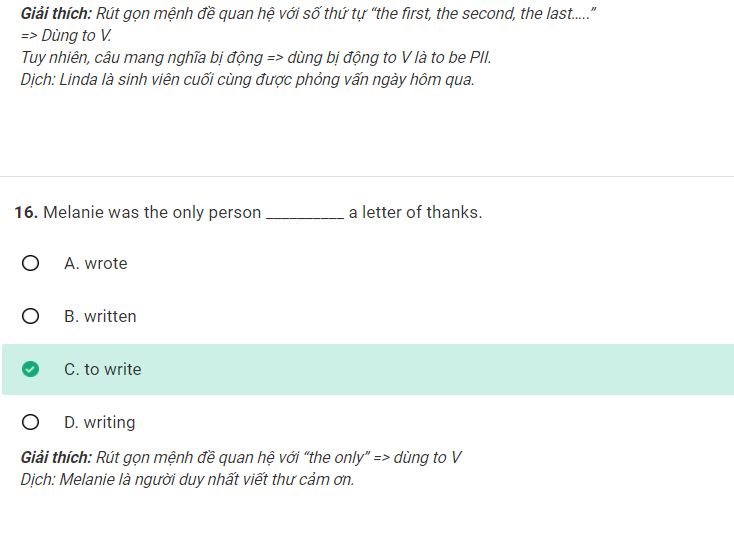 Giải thích: Rút gọn mệnh đề quan hệ với số thứ tự “the first, the second, the last.....”
=> Dùng to V.
Tuy nhiên, câu mang nghĩa bị động => dùng bị động to V là to be PII.
Dịch: Linda là sinh viên cuối cùng được phỏng vấn ngày hôm qua.
16. Melanie was the only person __________ a letter of thanks.
A. wrote
B. written
C. to write
D. writing
Giải thích: Rút gọn mệnh đề quan hệ với “the only” => dùng to V
Dịch: Melanie là người duy nhất viết thư cảm ơn.